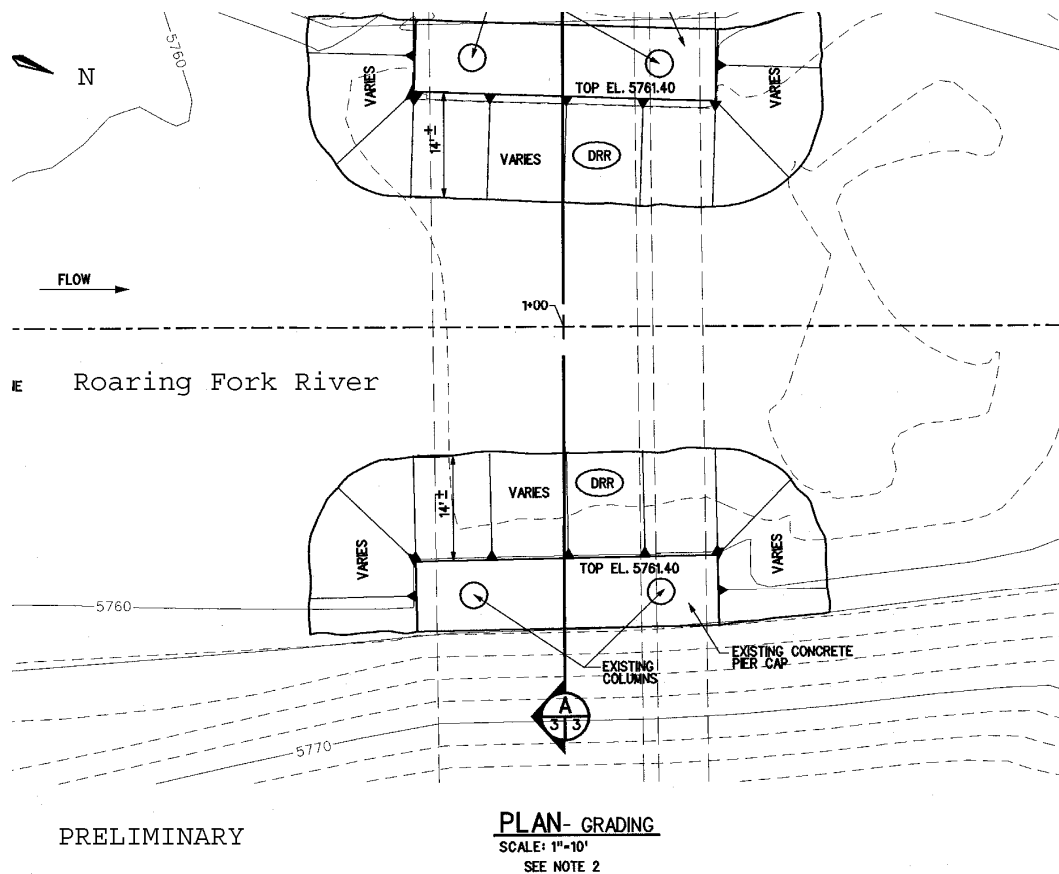 5760
N
VARIES
VARIES
TOP EL. 5761.40
14'±
VARIES
DRR
FLOW
1+00
E Roaring Fork River
14'±
VARIES
DRR
VARIES
VARIES
TOP EL. 5761.40
5760
EXISTING
COLUMNS
EXISTING CONCRETE
PIER CAP
A
3 3
5770
PRELIMINARY
PLAN- GRADING
SCALE: 1"=10'
SEE NOTE 2